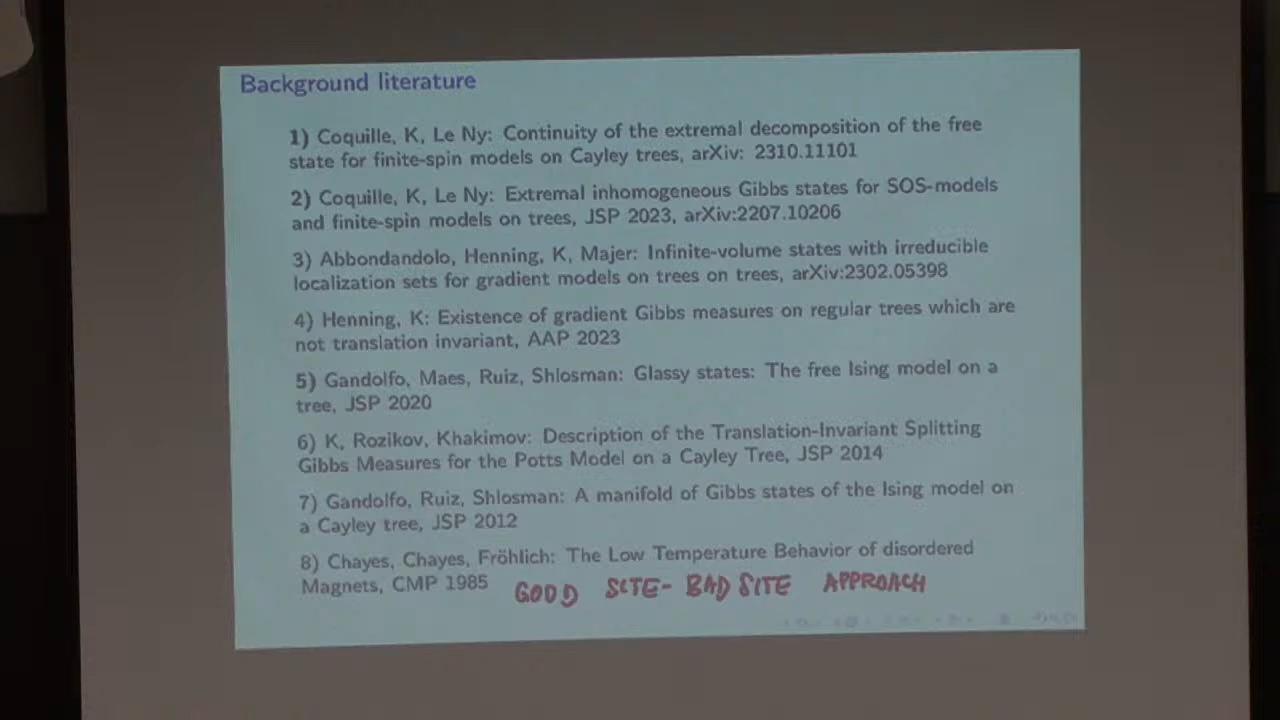 Background literature
1) Coquille, K, Le Ny: Continuity of the extremal decomposition of the free
state for finite-spin models on Cayley trees, arXiv: 2310.11101
2) Coquille, K, Le Ny: Extremal inhomogeneous Gibbs states for SOS-models
and finite-spin models on trees, JSP 2023, arXiv:2207.10206
3) Abbondandolo, Henning, K, Majer: Infinite-volume states with irreducible
localization sets for gradient models on trees on trees, arXiv:2302.05398
4) Henning, K: Existence of gradient Gibbs measures on regular trees which are
not translation invariant, AAP 2023
5) Gandolfo, Maes, Ruiz, Shlosman: Glassy states: The free Ising model on a
tree, JSP 2020
6) K, Rozikov, Khakimov: Description of the Translation-Invariant Splitting
Gibbs Measures for the Potts Model on a Cayley Tree, JSP 2014
7) Gandolfo, Ruiz, Shlosman: A manifold of Gibbs states of the Ising model on
a Cayley tree, JSP 2012
8) Chayes, Chayes, Fröhlich: The Low Temperature Behavior of disordered
Magnets, CMP 1985 GOOD SITE- BAD SITE APPROACH